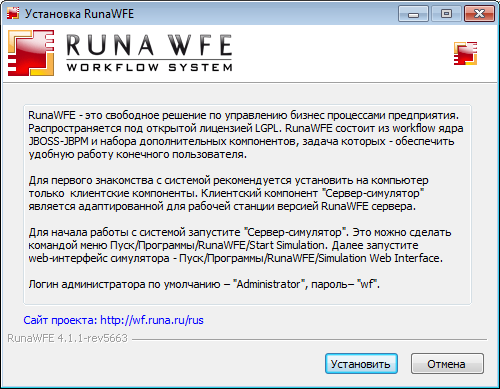 Установка RunaWFE
RUNA WFE
WORKFLOW SYSTEM
RunaWFE - это свободное решение по управлению бизнес процессами предприятия.
Распространяется под открытой лицензией LGPL. RunaWFE состоит из workflow ядра
JBOSS-JBPM и набора дополнительных компонентов, задача которых - обеспечить
удобную работу конечного пользователя.
Для первого знакомства с системой рекомендуется установить на компьютер
только  клиентские компоненты. Клиентский компонент "Сервер-симулятор"
является адаптированной для рабочей станции версией RunaWFE сервера.
Для начала работы с системой запустите "Сервер-симулятор". Это можно сделать
командой меню Пуск/Программы/RunaWFE/Start Simulation. Далее запустите
web-интерфейс симулятора - Пуск/Программы/RunaWFE/Simulation Web Interface.
Логин администратора по умолчанию – "Administrator", пароль– "wf".
Сайт проекта: http://wf.runa.ru/rus
RunaWFE 4.1.1-rev5663
Установить
Отмена